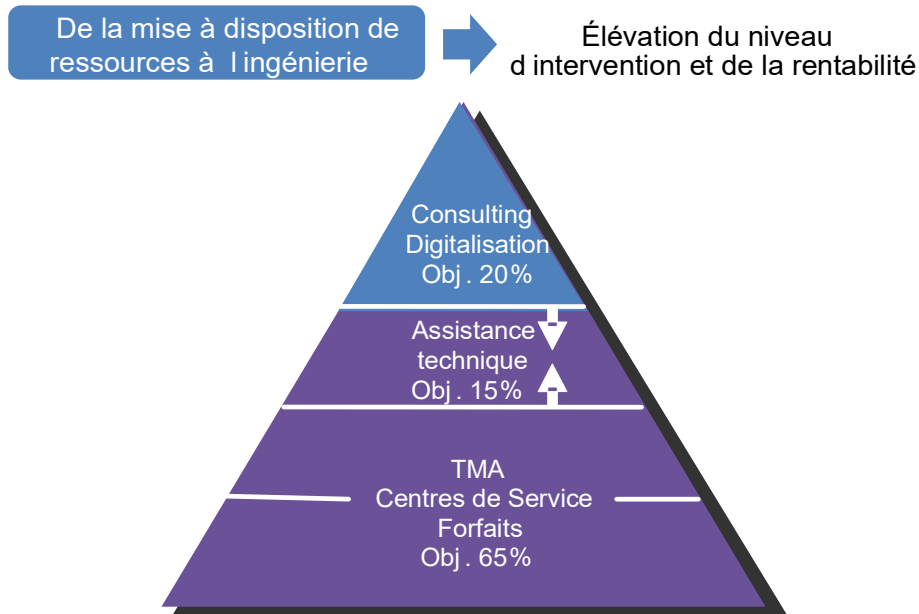 De la mise à disposition de
ressources à l ingénierie
Élévation du niveau
d intervention et de la rentabilité
Consulting
Digitalisation
Obj . 20%
Assistance
technique
Obj . 15%
TMA
Centres de Service
Forfaits
Obj . 65%